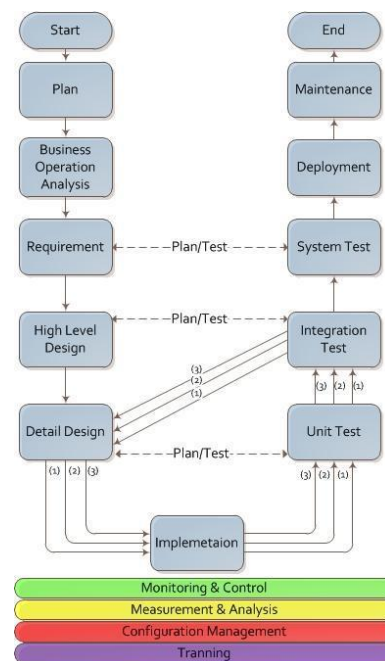 Start
End
Plan
Maintenance
Business
Operation
Analysis
Deployment
Requirement
Plan/Test
System Test
High Level
Design
Plan/Test
Integration
Test
(3)
(2)
(1)
(3) (2) (1)
Detail Design
Plan/Test
Unit Test
(1) (2) (3)
(3) (2) (1)
Implemetaion
Monitoring & Control
Measurement & Analysis
Configuration Management
Tranning